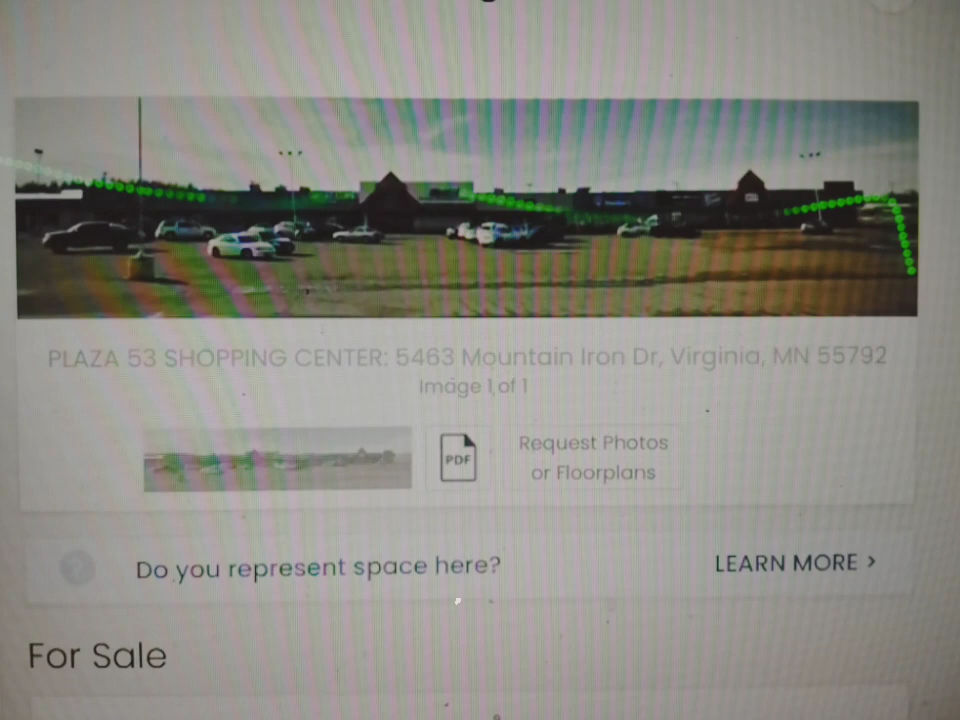 PLAZA 53 SHOPPING CENTER: 5463 Mountain Iron Dr, Virginia, MN 55792
Image 1 of 1
PDF
Request Photos
or Floorplans
?
Do you represent space here?
LEARN MORE >
For Sale